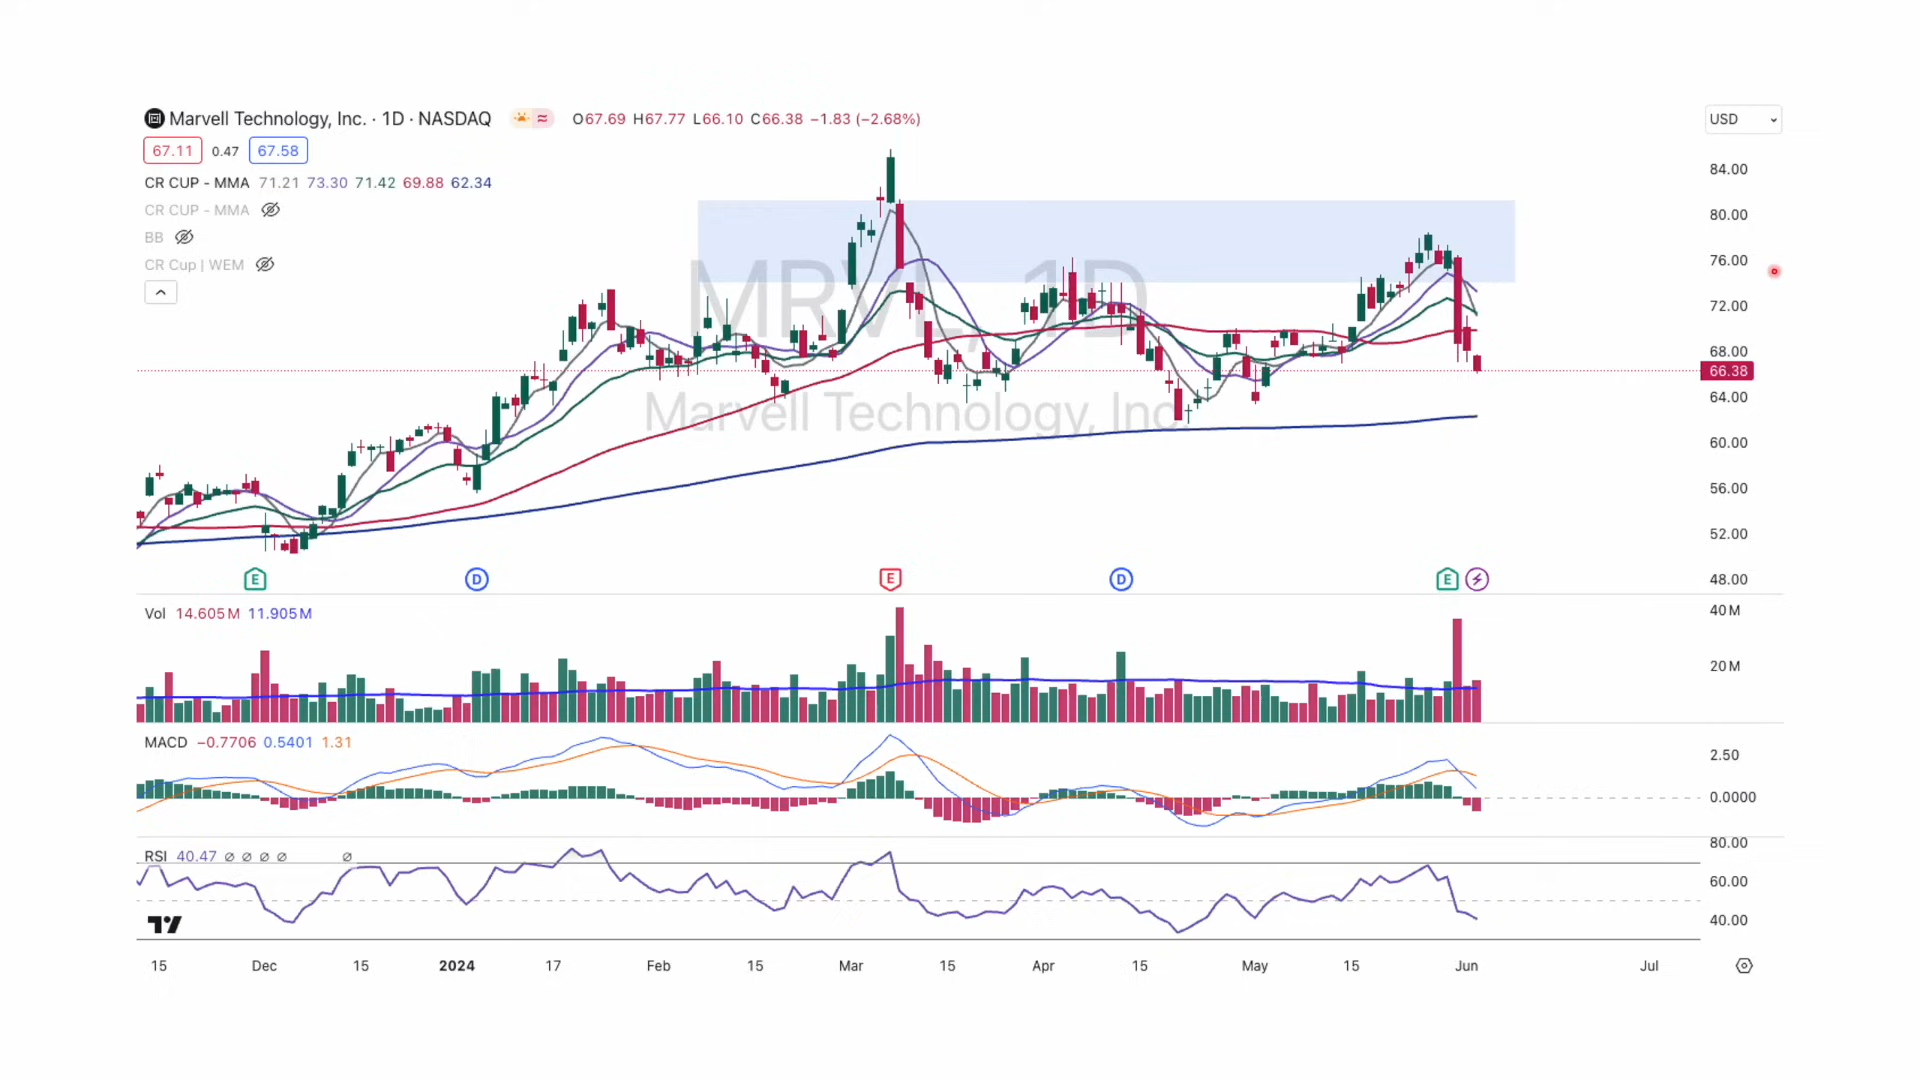 Marvell Technology, Inc. · 1D · NASDAQ O67.69 H67.77 L66.10 C66.38 −1.83 (−2.68%)
USD
67.11 0.47 67.58
CR CUP - MMA 71.21 73.30 71.42 69.88 62.34
CR CUP - MMA
BB
CR Cup | WEM
MRVL, 1D
Marvell Technology, Inc.
84.00
80.00
76.00
72.00
68.00
66.38
64.00
60.00
56.00
52.00
48.00
E D E D E
Vol 14.605M 11.905M
40M
20M
MACD −0.7706 0.5401 1.31
2.50
0.0000
RSI 40.47 ∅ ∅ ∅ ∅ ∅
80.00
60.00
40.00
15 Dec 15 2024 17 Feb 15 Mar 15 Apr 15 May 15 Jun Jul